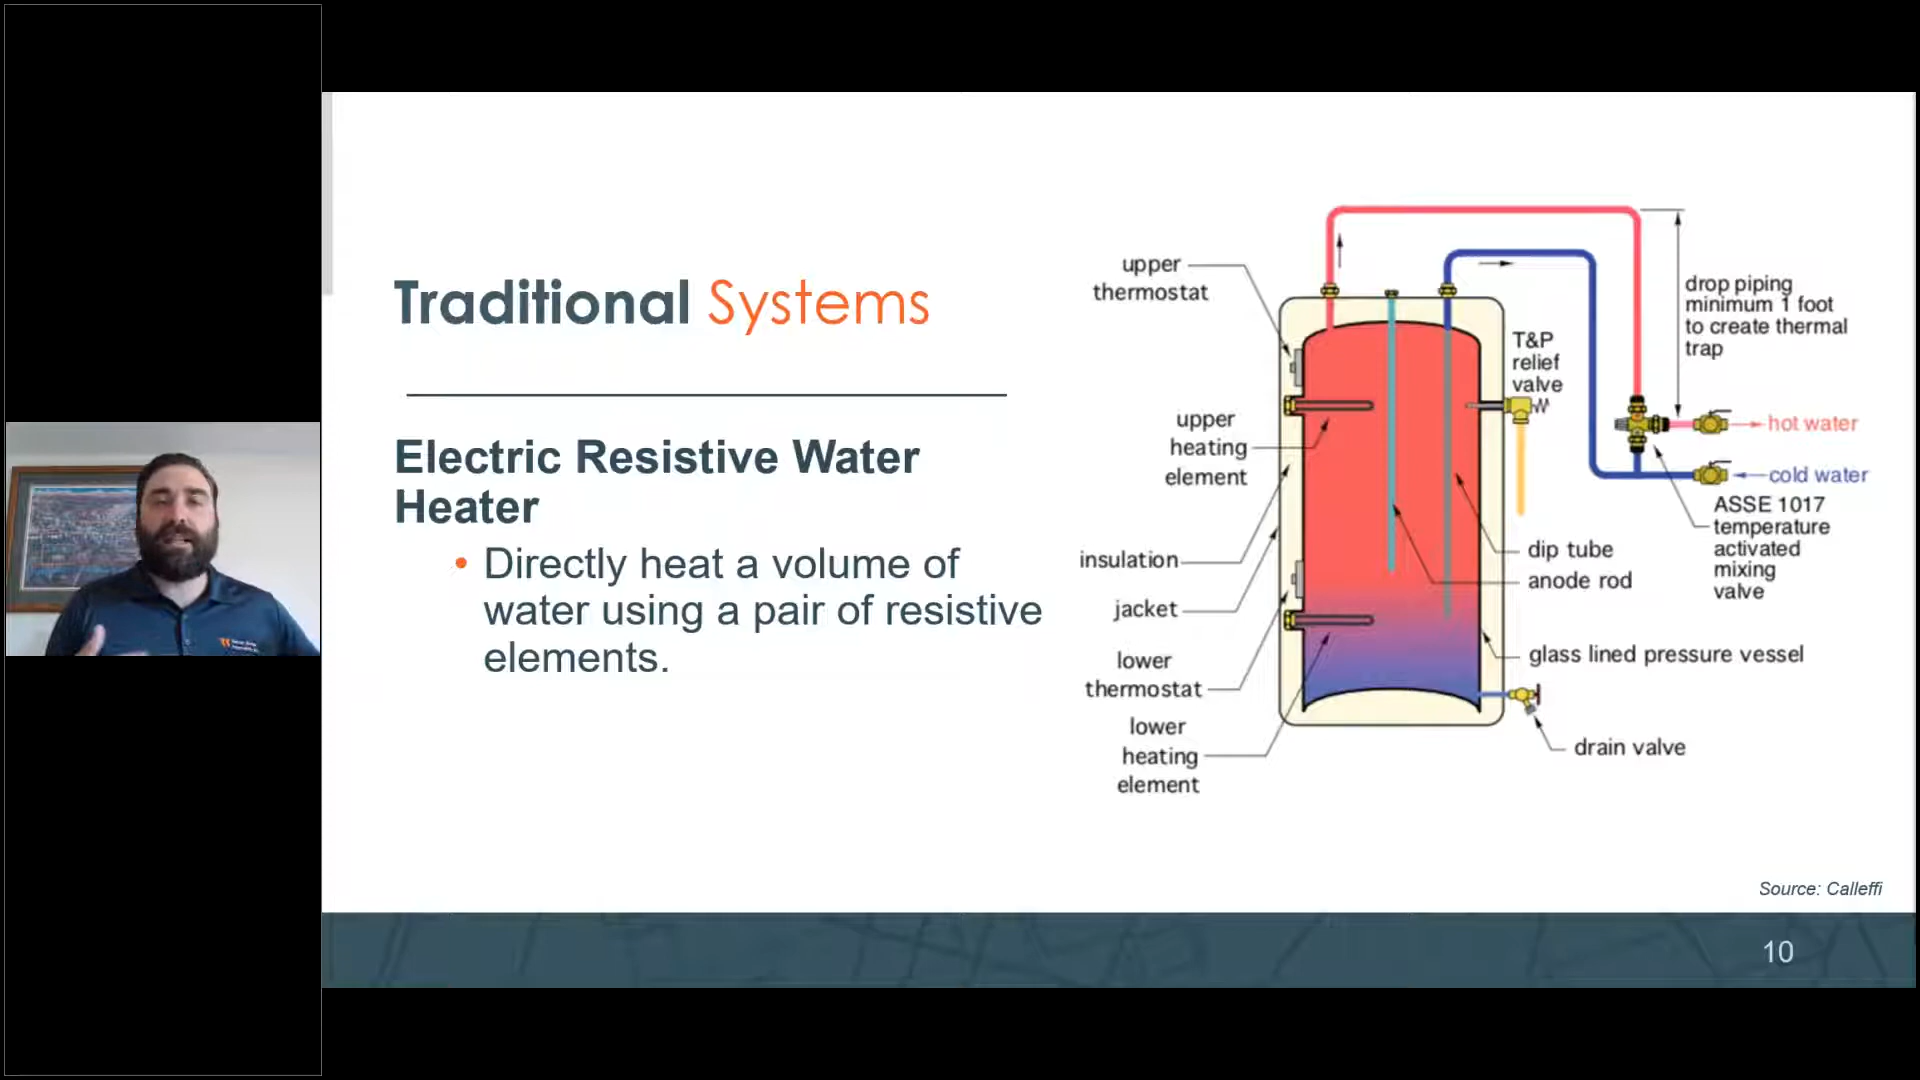 Traditional Systems
Electric Resistive Water
Heater
• Directly heat a volume of
water using a pair of resistive
elements.
upper
thermostat
upper
heating
element
insulation
jacket
lower
thermostat
lower
heating
element
T&P
relief
valve
drop piping
minimum 1 foot
to create thermal
trap
hot water
cold water
ASSE 1017
temperature
activated
mixing
valve
dip tube
anode rod
glass lined pressure vessel
drain valve
Source: Calleffi
10